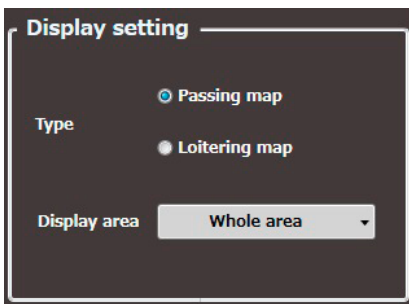 Display setting
Passing map
Type
Loitering map
Display area Whole area